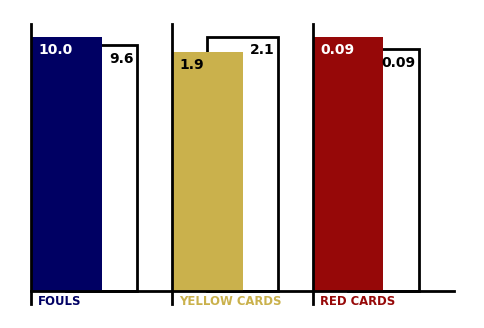 10.0
9.6
1.9
2.1
0.09
0.09
FOULS
YELLOW CARDS
RED CARDS